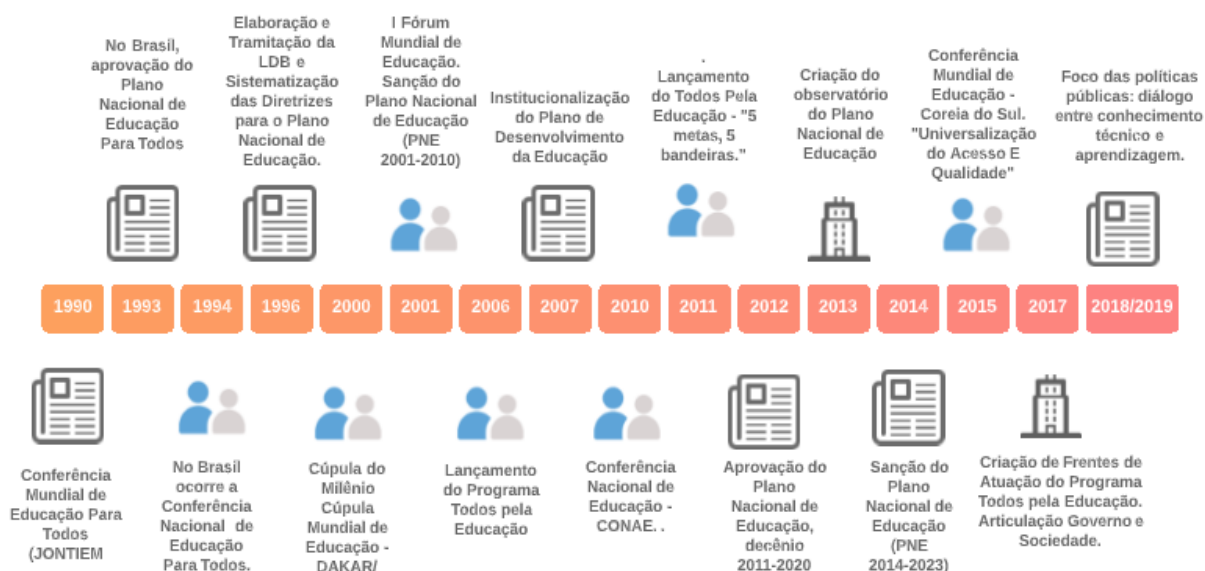 No Brasil,
aprovação do
Plano
Nacional de
Educação
Para Todos
Elaboração e
Tramitação da
LDB e
Sistematização
das Diretrizes
para o Plano
Nacional de
Educação.
I Fórum
Mundial de
Educação.
Sanção do
Plano Nacional
de Educação
(PNE
2001-2010)
Institucionalização
do Plano de
Desenvolvimento
da Educação
.
Lançamento
do Todos Pela
Educação - "5
metas, 5
bandeiras."
Criação do
observatório
do Plano
Nacional de
Educação
Conferência
Mundial de
Educação -
Coreia do Sul.
"Universalização
do Acesso E
Qualidade"
Foco das políticas
públicas: diálogo
entre conhecimento
técnico e
aprendizagem.
1990 1993 1994 1996 2000 2001 2006 2007 2010 2011 2012 2013 2014 2015 2017 2018/2019
Conferência
Mundial de
Educação Para
Todos
(JONTIEM
No Brasil
ocorre a
Conferência
Nacional de
Educação
Para Todos.
Cúpula do
Milênio
Cúpula
Mundial de
Educação -
DAKAR/
Lançamento
do Programa
Todos pela
Educação
Conferência
Nacional de
Educação -
CONAE. .
Aprovação do
Plano
Nacional de
Educação,
decênio
2011-2020
Sanção do
Plano
Nacional de
Educação
(PNE
2014-2023)
Criação de Frentes de
Atuação do Programa
Todos pela Educação.
Articulação Governo e
Sociedade.